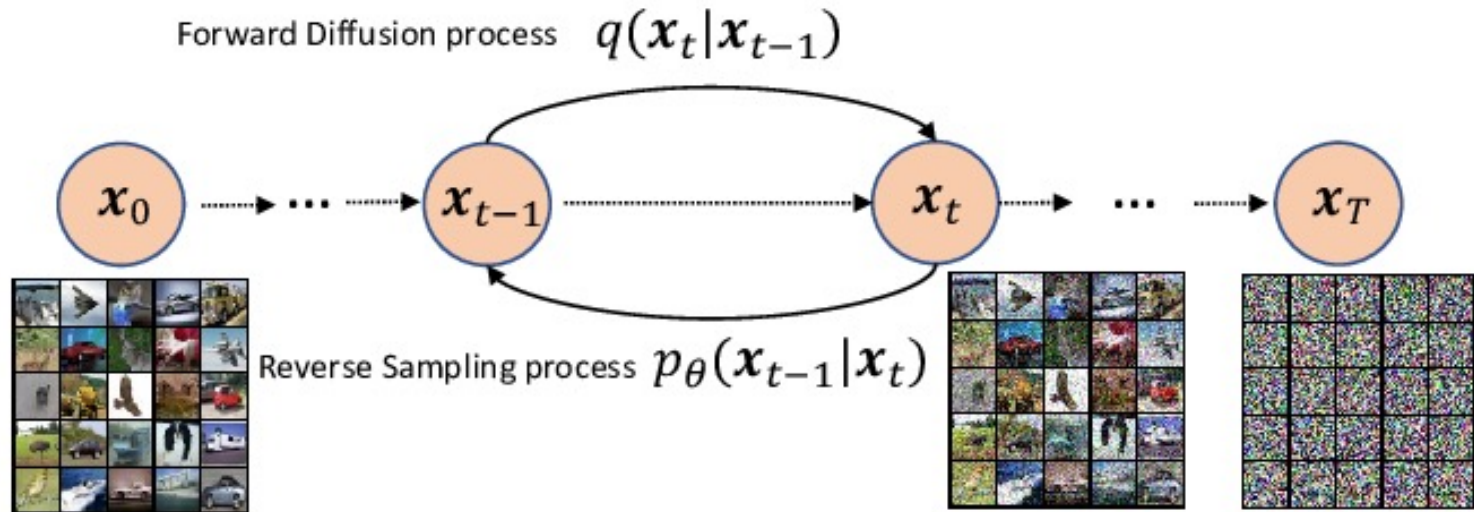 Forward Diffusion process q(x_t|x_{t-1})
x_0 ... x_{t-1} x_t ... x_T
Reverse Sampling process p_θ(x_{t-1}|x_t)